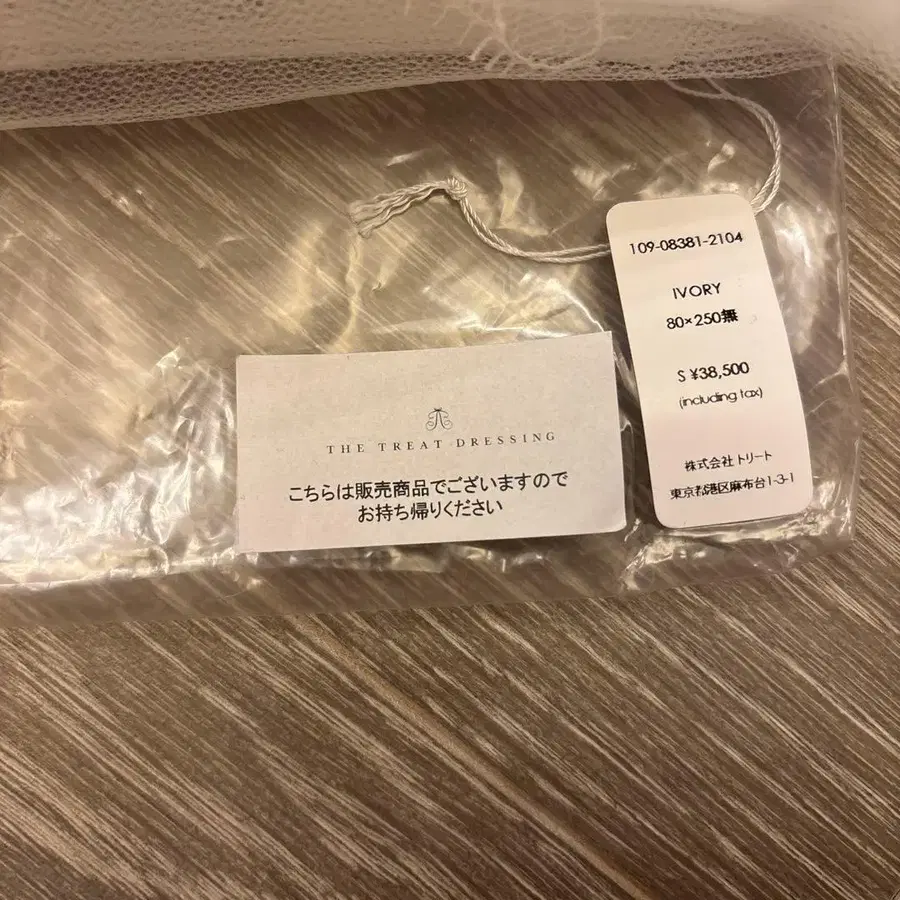 THE TREAT DRESSING
こちらは販売商品でございますので
お持ち帰りください
109-08381-2104
IVORY
80×250無
S ¥38,500
(including tax)
株式会社トリート
東京都港区麻布台1-3-1